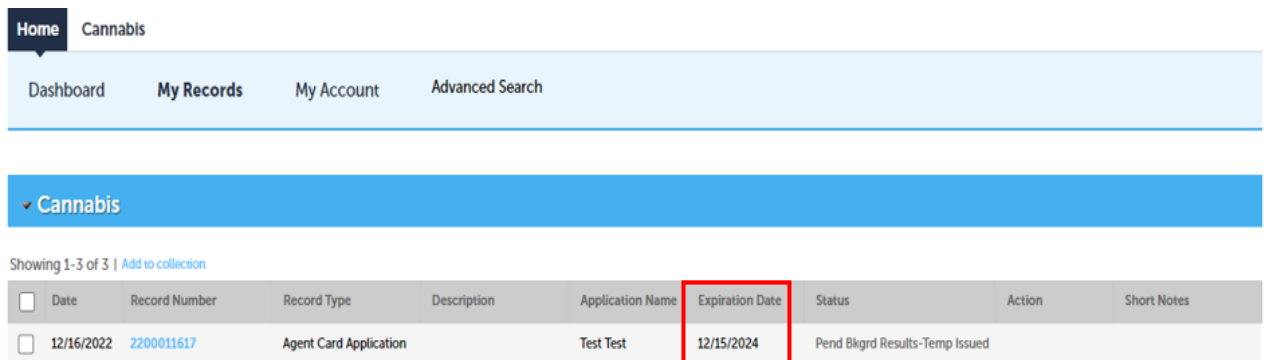 Home Cannabis
Dashboard My Records My Account Advanced Search
Cannabis
Showing 1-3 of 3 | Add to collection
Date Record Number Record Type Description Application Name Expiration Date Status Action Short Notes
12/16/2022 2200011617 Agent Card Application Test Test 12/15/2024 Pend Bkgrd Results-Temp Issued